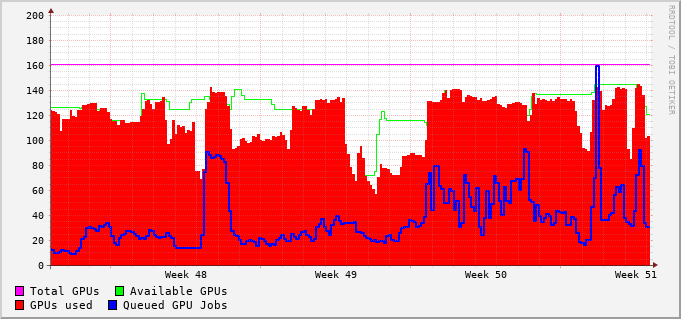 RRDTOOL / TOBI OETIKER
200
180
160
140
120
100
80
60
40
20
0
Week 48 Week 49 Week 50 Week 51
Total GPUs Available GPUs
GPUs used Queued GPU Jobs